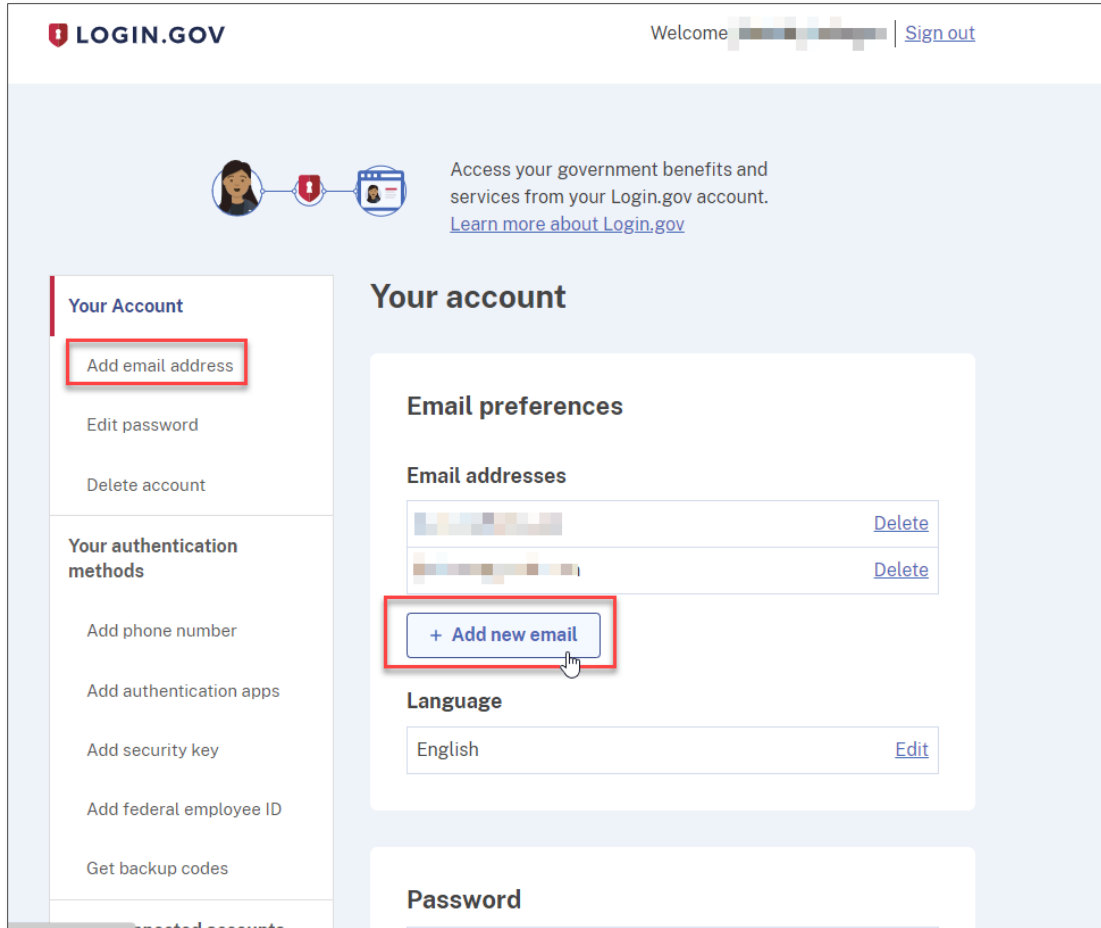 LOGIN.GOV
Welcome
Sign out
Access your government benefits and
services from your Login.gov account.
Learn more about Login.gov
Your Account
Add email address
Edit password
Delete account
Your authentication
methods
Add phone number
Add authentication apps
Add security key
Add federal employee ID
Get backup codes
Your account
Email preferences
Email addresses
Delete
Delete
+ Add new email
Language
English
Edit
Password